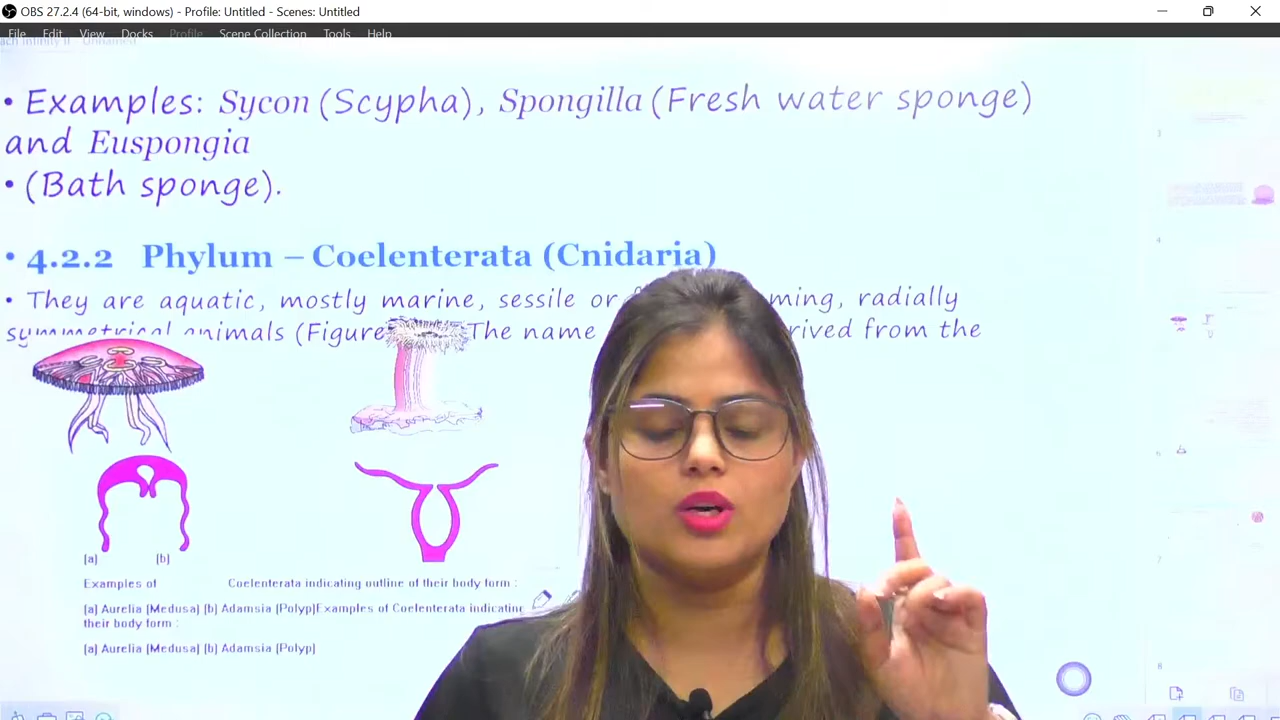 OBS 27.2.4 (64-bit, windows) - Profile: Untitled - Scenes: Untitled
File Edit View Docks Profile Scene Collection Tools Help
• Examples: Sycon (Scypha), Spongilla (Fresh water sponge)
and Euspongia
• (Bath sponge).
• 4.2.2 Phylum – Coelenterata (Cnidaria)
• They are aquatic, mostly marine, sessile or ming, radially
animals (Figure The name rived from the
(a) (b)
Examples of Coelenterata indicating outline of their body form :
(a) Aurelia (Medusa) (b) Adamsia (Polyp)Examples of Coelenterata indicating
their body form :
(a) Aurelia (Medusa) (b) Adamsia (Polyp)